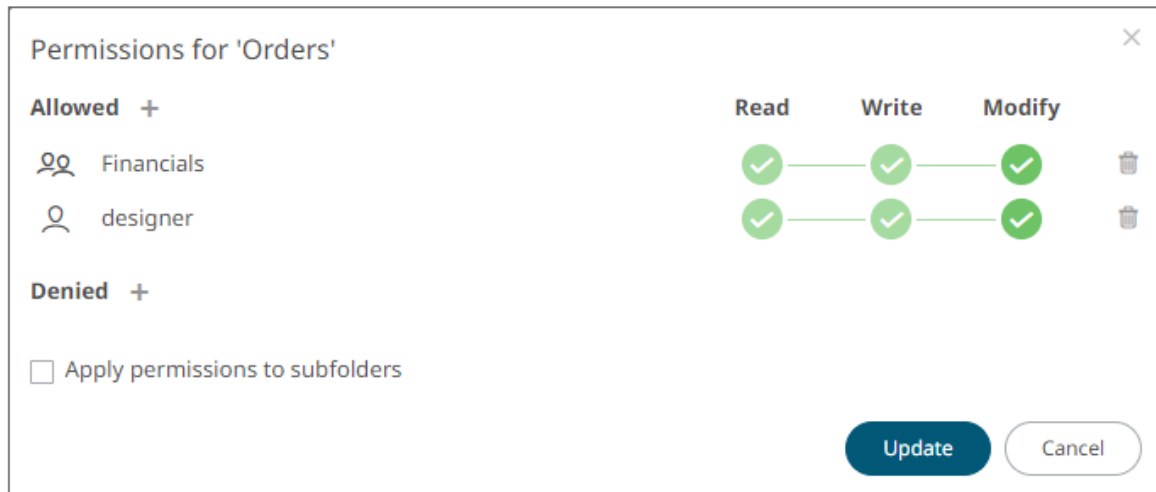 Permissions for 'Orders'
Allowed + Read Write Modify
Financials
designer
Denied +
Apply permissions to subfolders
Update Cancel